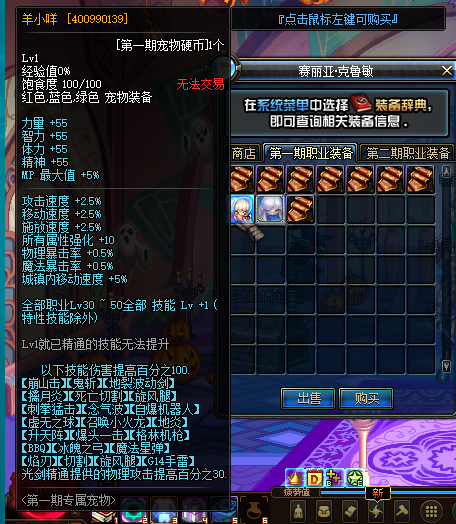 羊小咩 [400990139]
[第一期宠物硬币]1个
Lv1
经验值0%
饱食度 100/100
无法交易
红色,蓝色,绿色 宠物装备
力量 +55
智力 +55
体力 +55
精神 +55
MP 最大值 +5%
攻击速度 +2.5%
移动速度 +2.5%
施放速度 +2.5%
所有属性强化 +10
物理暴击率 +0.5%
魔法暴击率 +0.5%
城镇内移动速度 +5%
全部职业Lv30 ~ 50全部 技能 Lv +1 (
特性技能除外)
Lv1就已精通的技能无法提升
以下技能伤害提高百分之100.
【崩山击】【鬼斩】【地裂波动剑】
【搐月炎】【死亡切割】【旋风腿】
【刺拳猛击】【念气波】【自爆机器人】
【虚无之球】【召唤小火龙】【地炎】
【升天阵】【爆头一击】【格林机枪】
【BBQ】【冰魄之弓】【魔法星弹】
【焰刃】【切割】【旋风腿】【G14手雷】
光剑精通提高的物理攻击提高百分之30.
<第一期专属宠物>
『点击鼠标左键可购买』
赛丽亚·克鲁敏
在系统菜单中选择 装备辞典,
即可查询相关装备信息.
商店
第一期职业装备
第二期职业装备
出售
购买
疲劳值
新